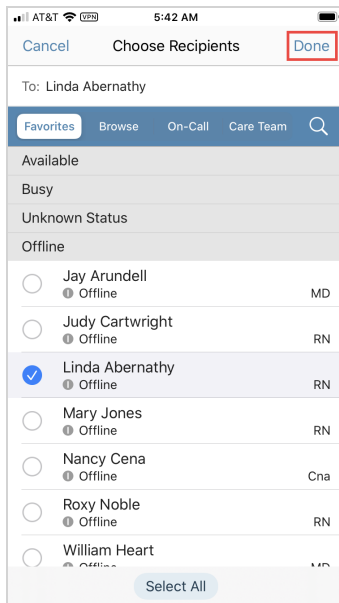 AT&T VPN 5:42 AM
Cancel Choose Recipients Done
To: Linda Abernathy
Favorites Browse On-Call Care Team
Available
Busy
Unknown Status
Offline
Jay Arundell
Offline MD
Judy Cartwright
Offline RN
Linda Abernathy
Offline RN
Mary Jones
Offline RN
Nancy Cena
Offline Cna
Roxy Noble
Offline RN
William Heart
Offline MD
Select All